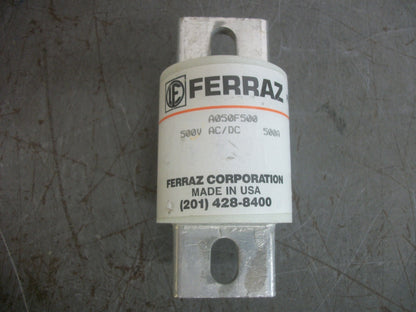 FERRAZ
A050F500
500V AC/DC 500A
FERRAZ CORPORATION
MADE IN USA
(201) 428-8400